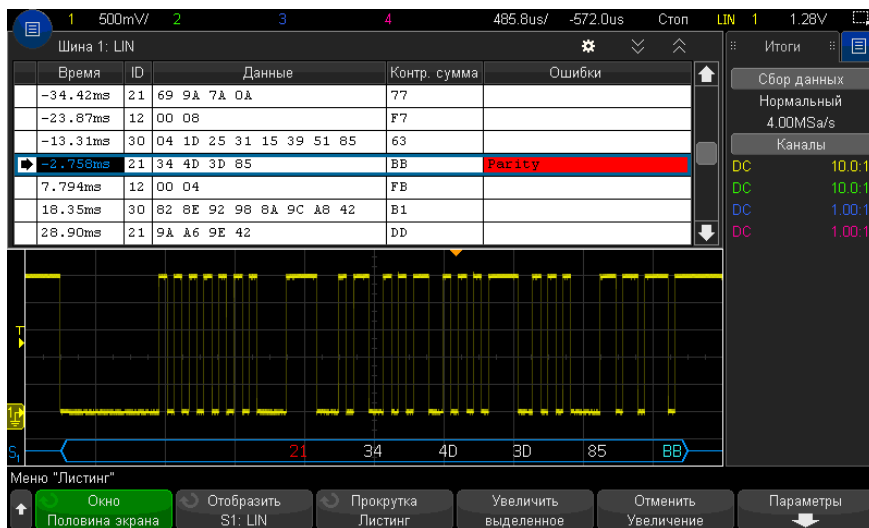 1 500mV/ 2 3 4 485.8us/ -572.0us Стоп LIN 1 1.28V
Шина 1: LIN
Время ID Данные Контр. сумма Ошибки
-34.42ms 21 69 9A 7A 0A 77
-23.87ms 12 00 08 F7
-13.31ms 30 04 1D 25 31 15 39 51 85 63
-2.758ms 21 34 4D 3D 85 BB Parity
7.794ms 12 00 04 FB
18.35ms 30 82 8E 92 98 8A 9C A8 42 B1
28.90ms 21 9A A6 9E 42 DD
Итоги
Сбор данных
Нормальный
4.00MSa/s
Каналы
DC 10.0:1
DC 10.0:1
DC 1.00:1
DC 1.00:1
T
1
S1 21 34 4D 3D 85 BB
Меню "Листинг"
Окно
Половина экрана
Отобразить
S1: LIN
Прокрутка
Листинг
Увеличить
выделенное
Отменить
Увеличение
Параметры